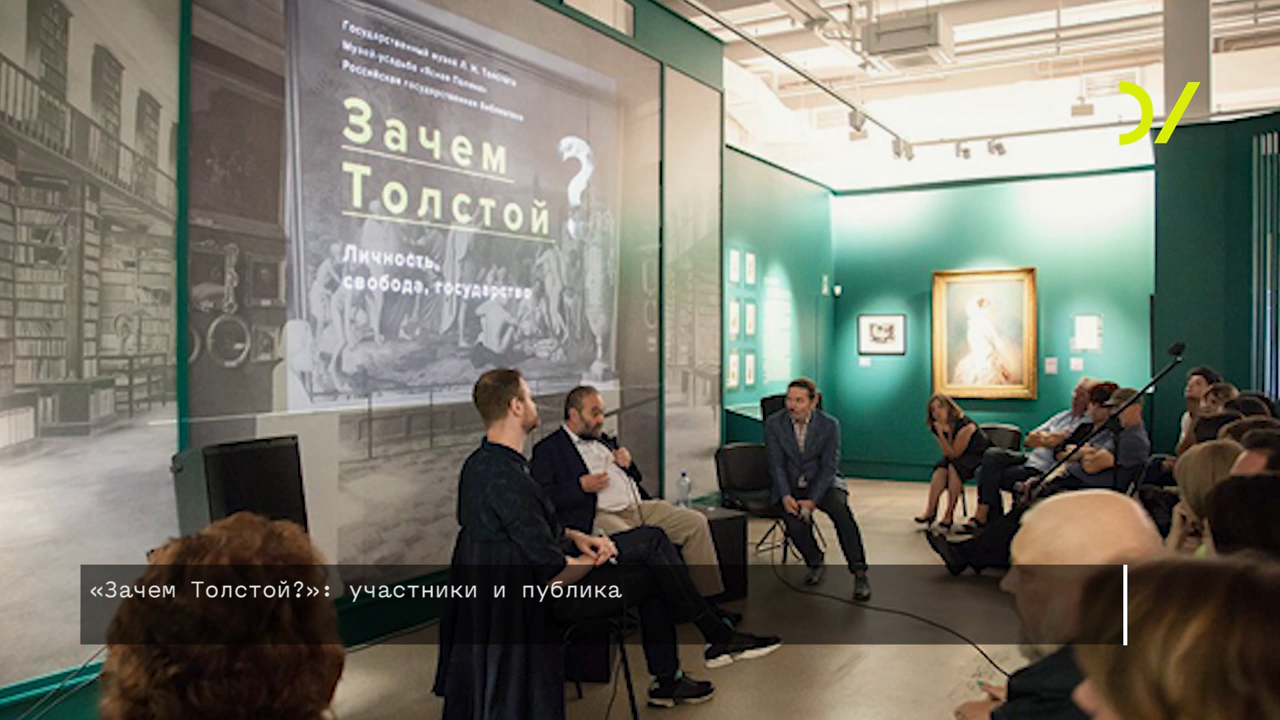 Государственный музей Л. Н. Толстого
Музей-усадьба «Ясная Поляна»
Российская государственная библиотека
Зачем
Толстой
?
Личность,
свобода, государство
«Зачем Толстой?»: участники и публика